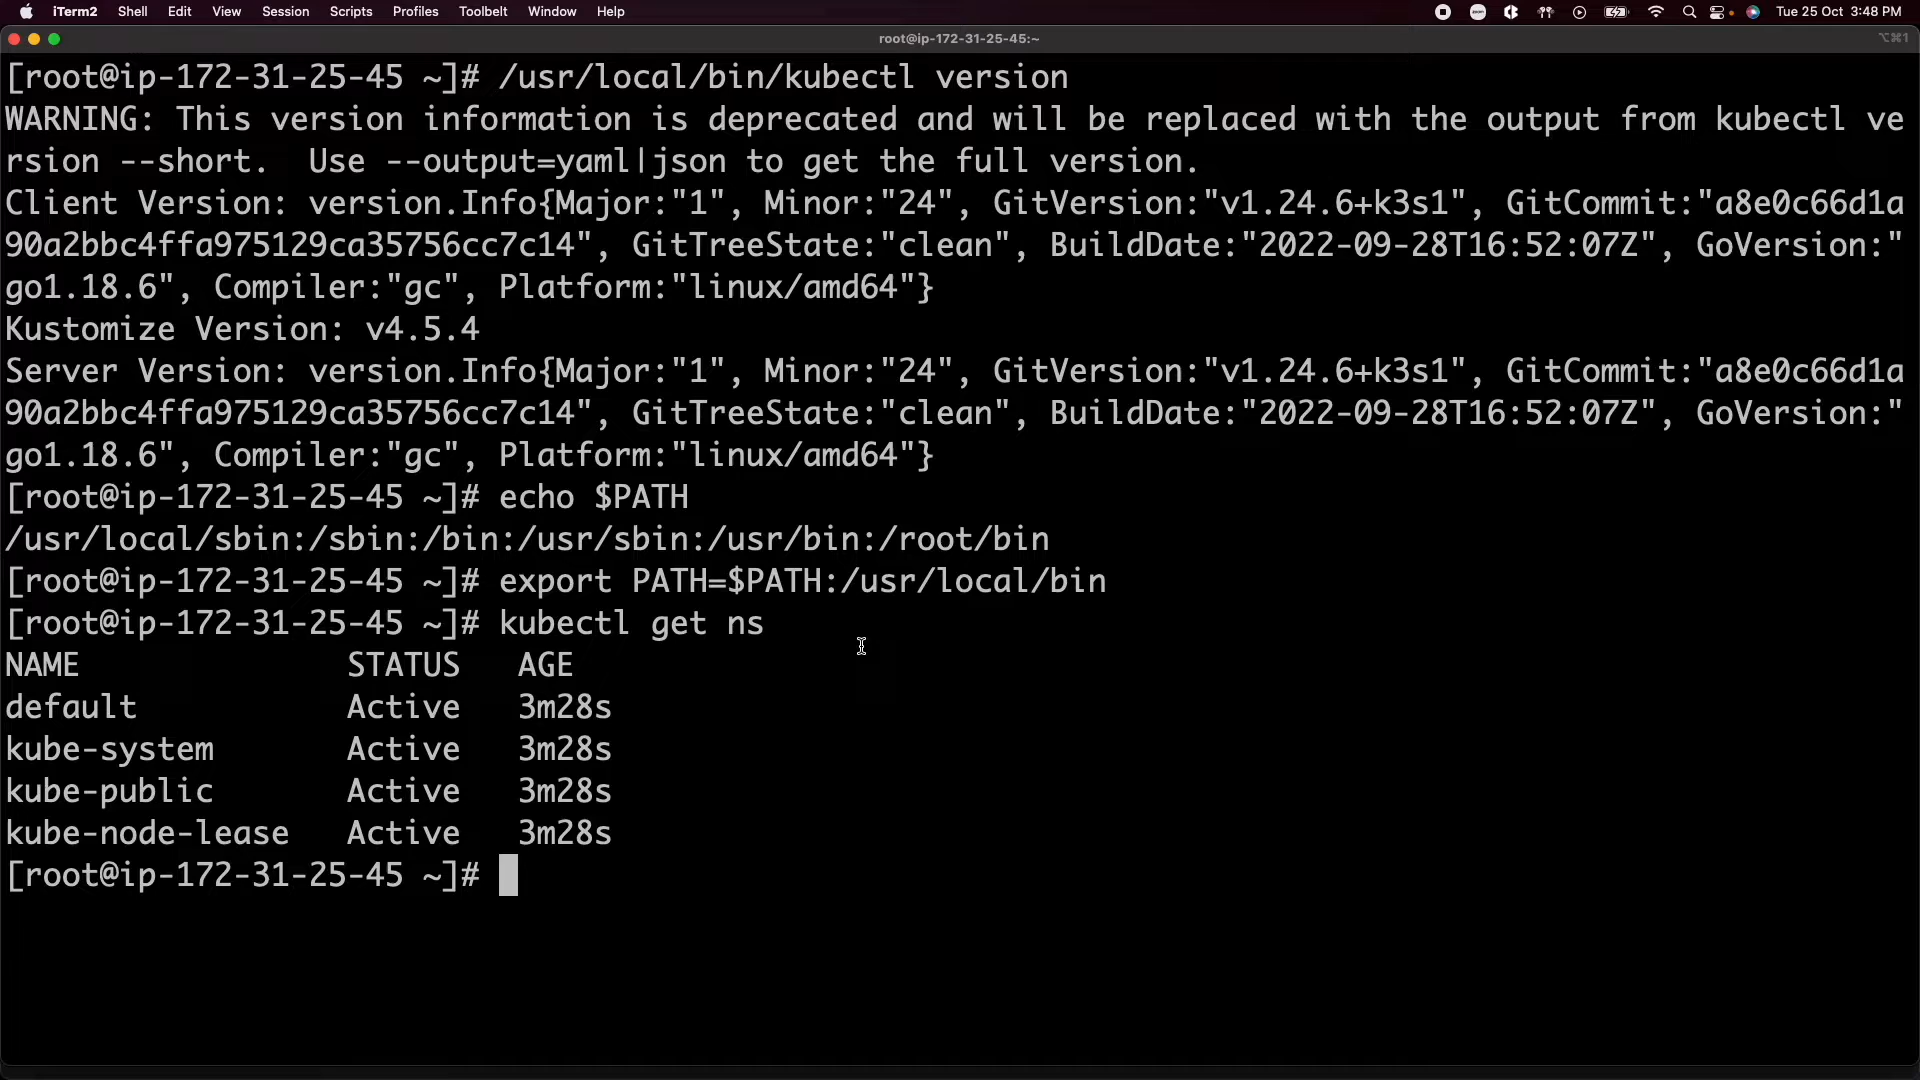 iTerm2 Shell Edit View Session Scripts Profiles Toolbelt Window Help zoom Tue 25 Oct 3:48 PM
root@ip-172-31-25-45:~ ⌥⌘1
[root@ip-172-31-25-45 ~]# /usr/local/bin/kubectl version
WARNING: This version information is deprecated and will be replaced with the output from kubectl ve
rsion --short.  Use --output=yaml|json to get the full version.
Client Version: version.Info{Major:"1", Minor:"24", GitVersion:"v1.24.6+k3s1", GitCommit:"a8e0c66d1a
90a2bbc4ffa975129ca35756cc7c14", GitTreeState:"clean", BuildDate:"2022-09-28T16:52:07Z", GoVersion:"
go1.18.6", Compiler:"gc", Platform:"linux/amd64"}
Kustomize Version: v4.5.4
Server Version: version.Info{Major:"1", Minor:"24", GitVersion:"v1.24.6+k3s1", GitCommit:"a8e0c66d1a
90a2bbc4ffa975129ca35756cc7c14", GitTreeState:"clean", BuildDate:"2022-09-28T16:52:07Z", GoVersion:"
go1.18.6", Compiler:"gc", Platform:"linux/amd64"}
[root@ip-172-31-25-45 ~]# echo $PATH
/usr/local/sbin:/sbin:/bin:/usr/sbin:/usr/bin:/root/bin
[root@ip-172-31-25-45 ~]# export PATH=$PATH:/usr/local/bin
[root@ip-172-31-25-45 ~]# kubectl get ns
NAME              STATUS   AGE
default           Active   3m28s
kube-system       Active   3m28s
kube-public       Active   3m28s
kube-node-lease   Active   3m28s
[root@ip-172-31-25-45 ~]#